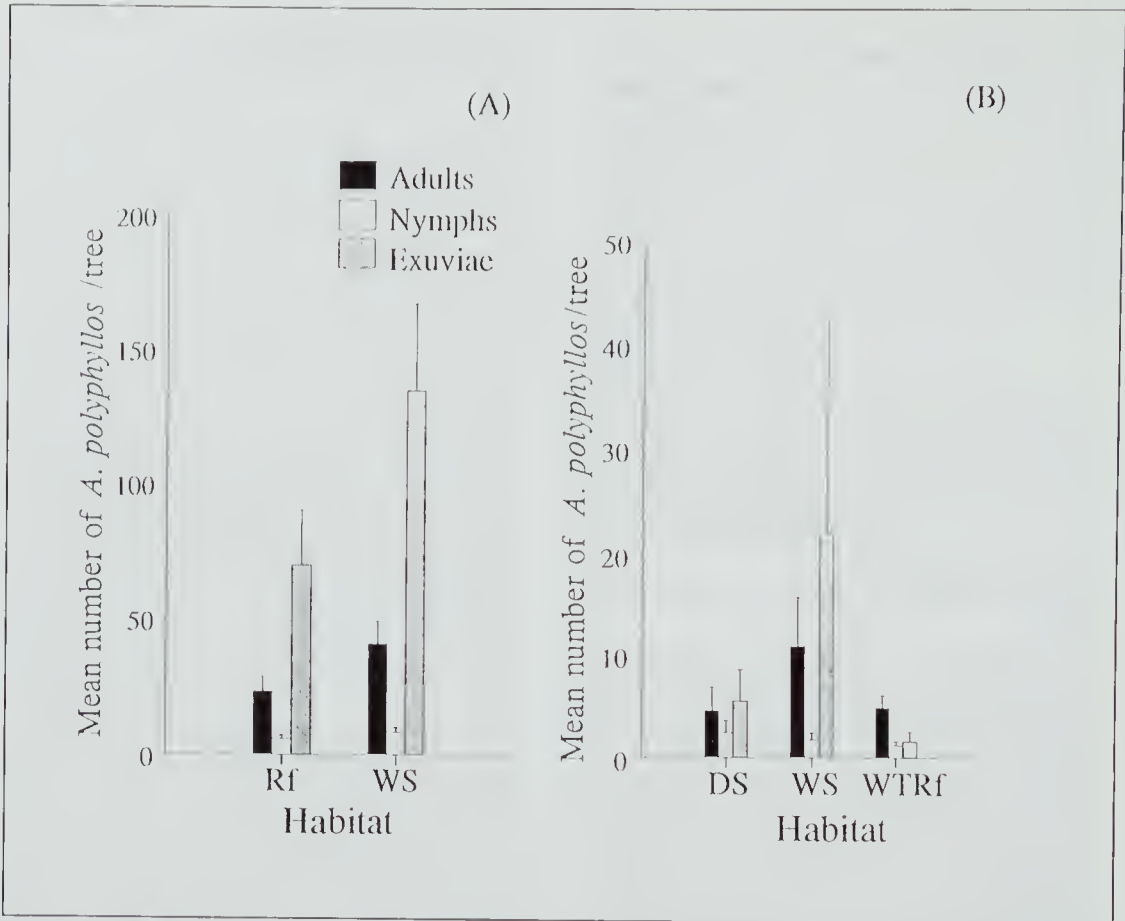 (A)
Adults
Nymphs
Exuviae
Mean number of A. polyphyllos /tree
200
150
100
50
0
Rf WS
Habitat
(B)
Mean number of A. polyphyllos/tree
50
40
30
20
10
0
DS WS WTRf
Habitat